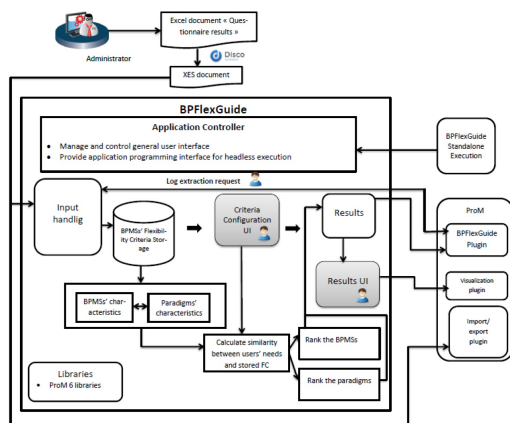 Excel document « Ques-
tionnaire results »
Administrator
Disco
XES document
BPFlexGuide
Application Controller
• Manage and control general user interface
• Provide application programming interface for headless execution
BPFlexGuide
Standalone
Execution
Log extraction request
Input
handlig
BPMSs' Flexibil-
ity Criteria Stor-
age
Criteria
Configuration
UI
Results
Results UI
ProM
BPFlexGuide
Plugin
Visualization
plugin
Import/
export
plugin
BPMSs' char-
acteristics
Paradigms'
characteristics
Calculate similarity
between users' needs
and stored FC
Rank the BPMSs
Rank the paradigms
Libraries
• ProM 6 libraries